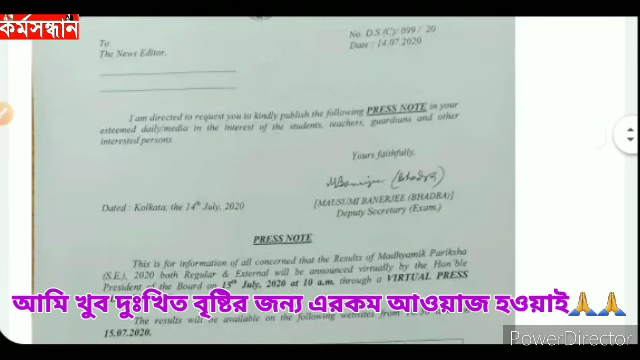 কর্মসন্ধান
No. D.S (C)/099/20
Date : 14.07.2020
To
The News Editor.
I am directed to request you to kindly publish the following PRESS NOTE in your
esteemed daily/media in the interest of the students, teachers, guardians and other
interested persons
Yours faithfully,
MBanerjee (Bhadra)
[MAUSUMI BANERJEE (BHADRA)]
Deputy Secretary (Exam.)
Dated : Kolkata, the 14th July, 2020
PRESS NOTE
This is for information of all concerned that the Results of Madhyamik Pariksha
(S.E.), 2020 both Regular & External will be announced virtually by the Hon'ble
President of the Board on 15th July, 2020 at 10 a.m. through a VIRTUAL PRESS
আমি খুব দুঃখিত বৃষ্টির জন্য এরকম আওয়াজ হওয়াই🙏🙏
The results will be available on the following websites from
15.07.2020.
PowerDirector